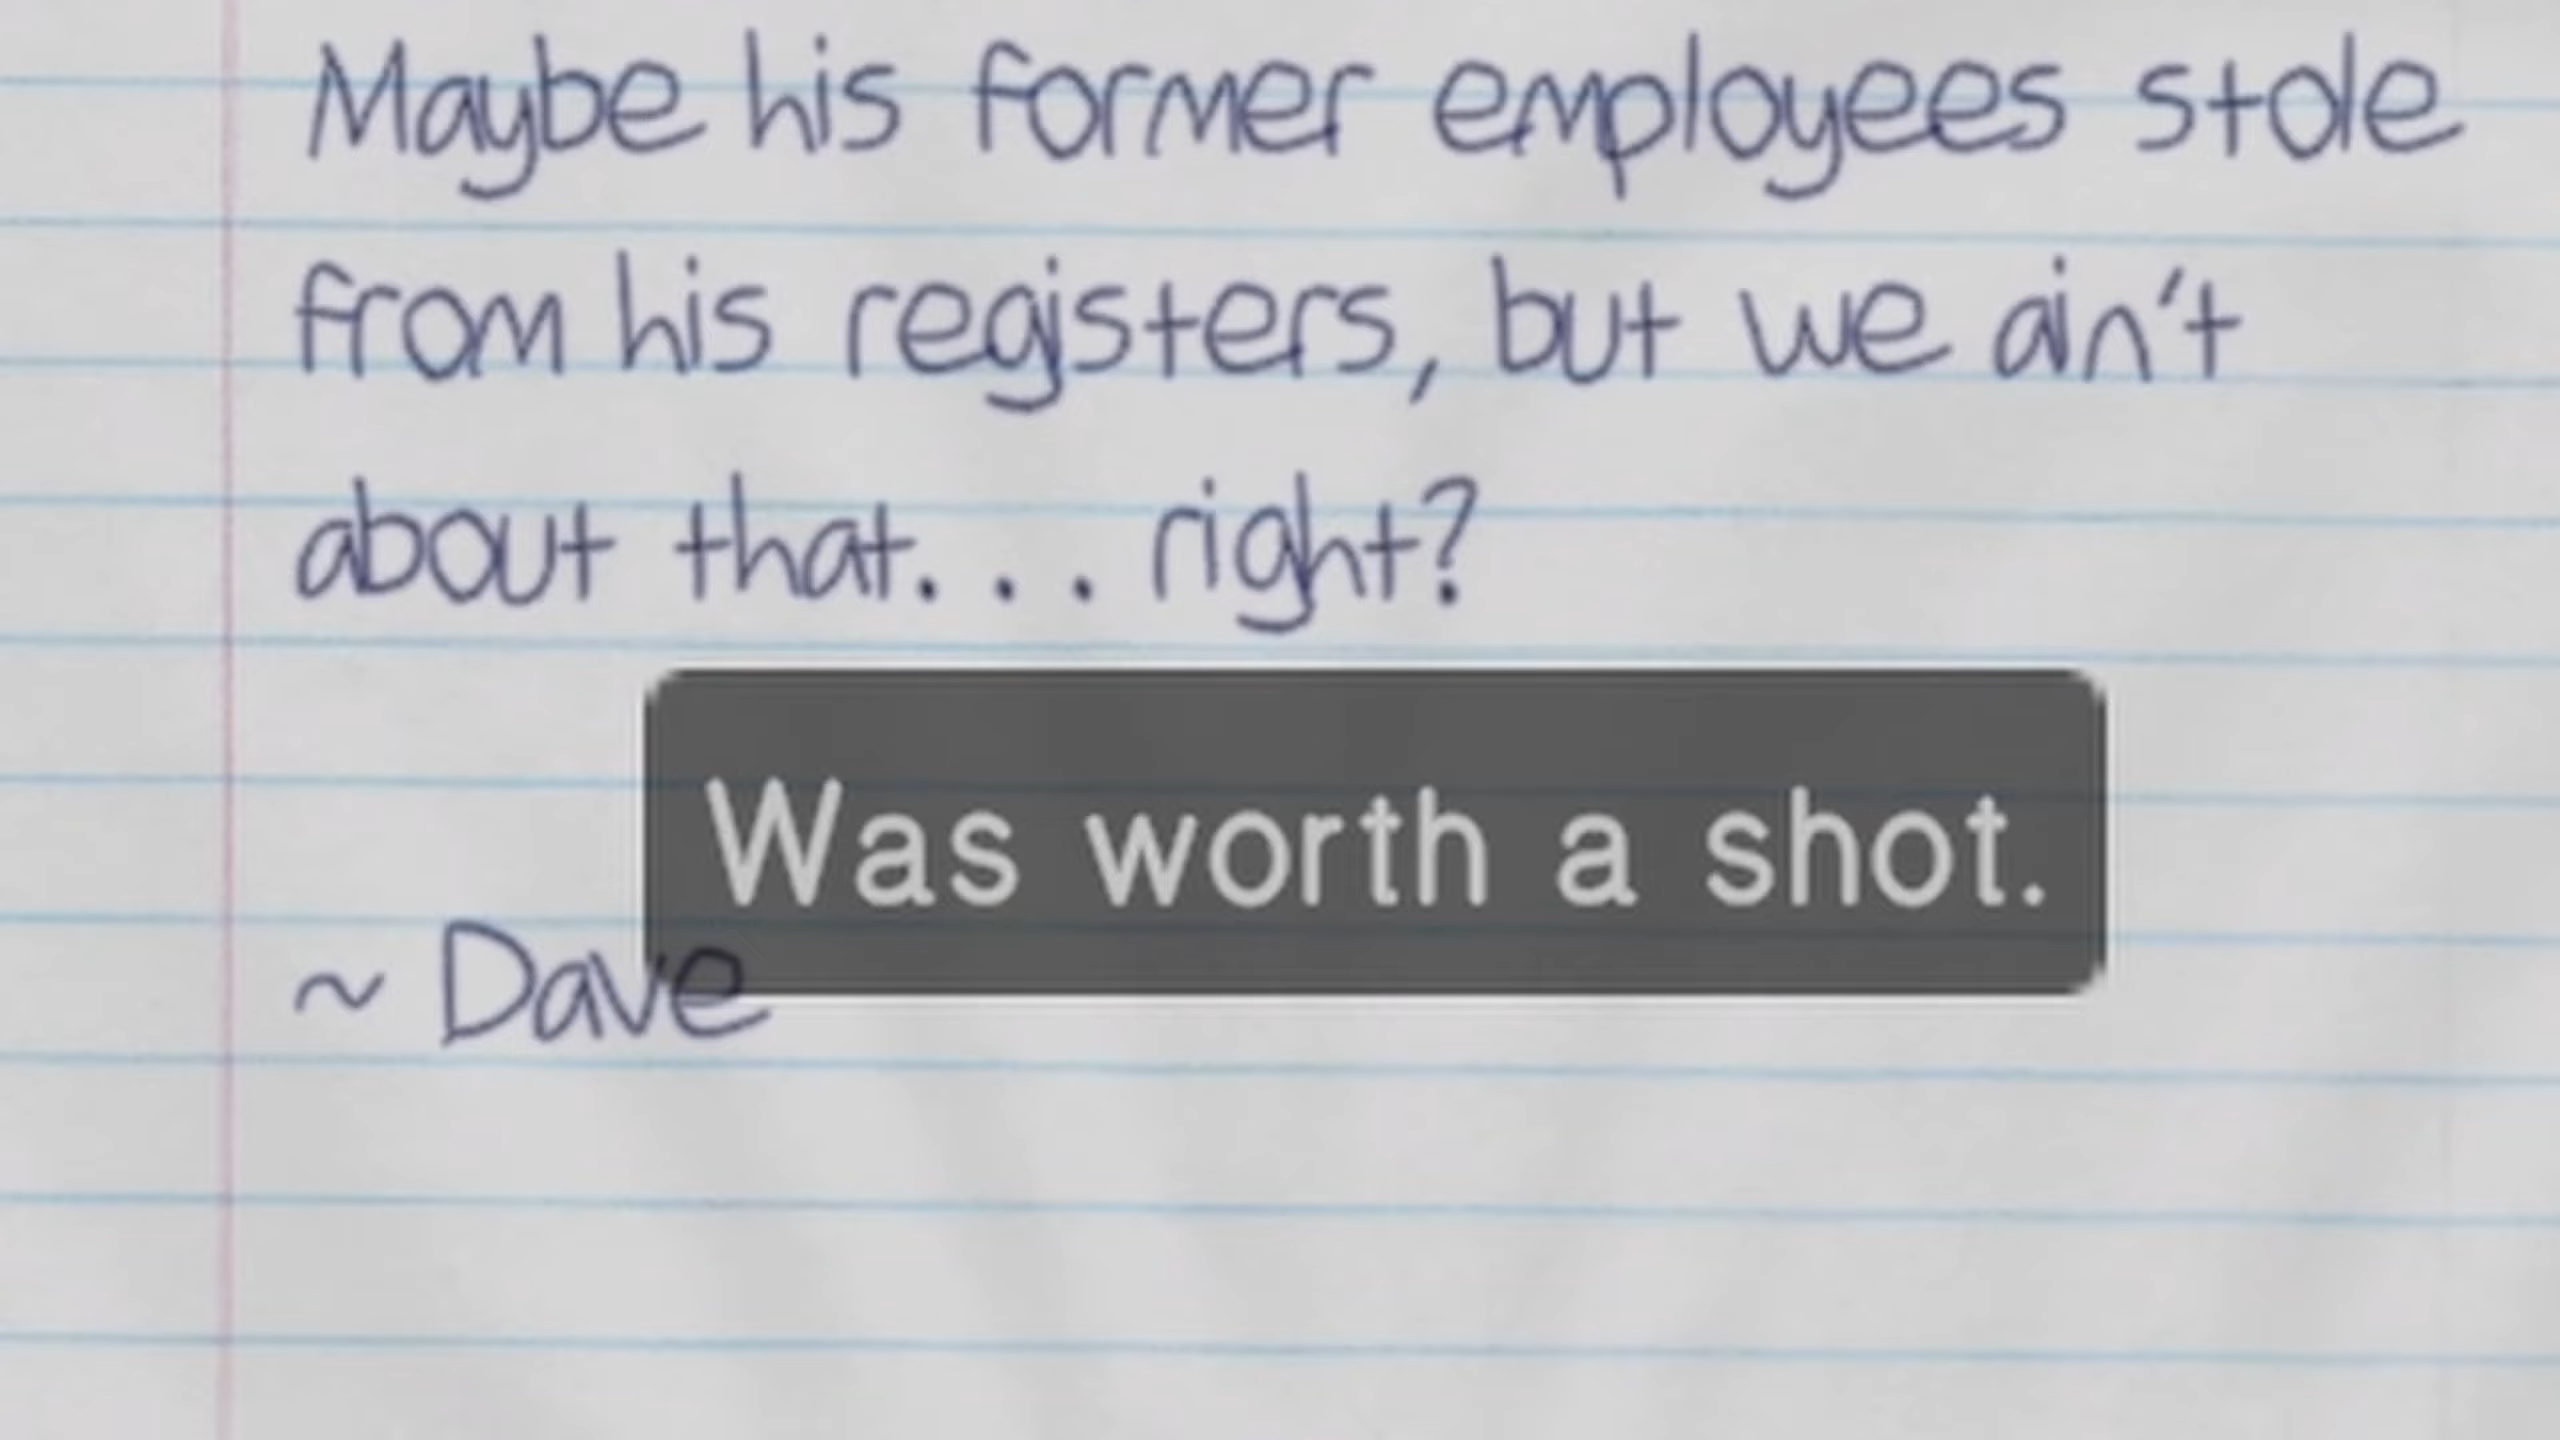 Maybe his former employees stole
from his registers, but we ain't
about that... right?
Was worth a shot.
~ Dave